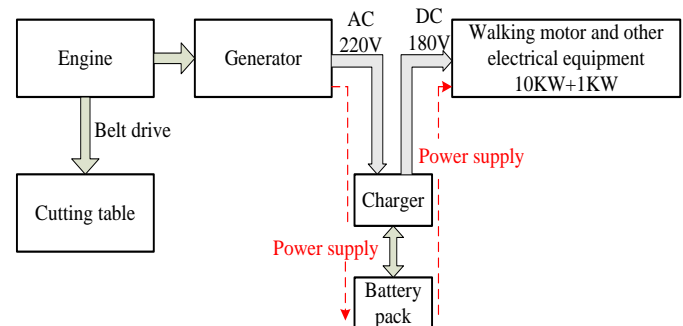 Engine
Generator
AC
220V
DC
180V
Walking motor and other
electrical equipment
10KW+1KW
Belt drive
Power supply
Cutting table
Charger
Power supply
Battery
pack